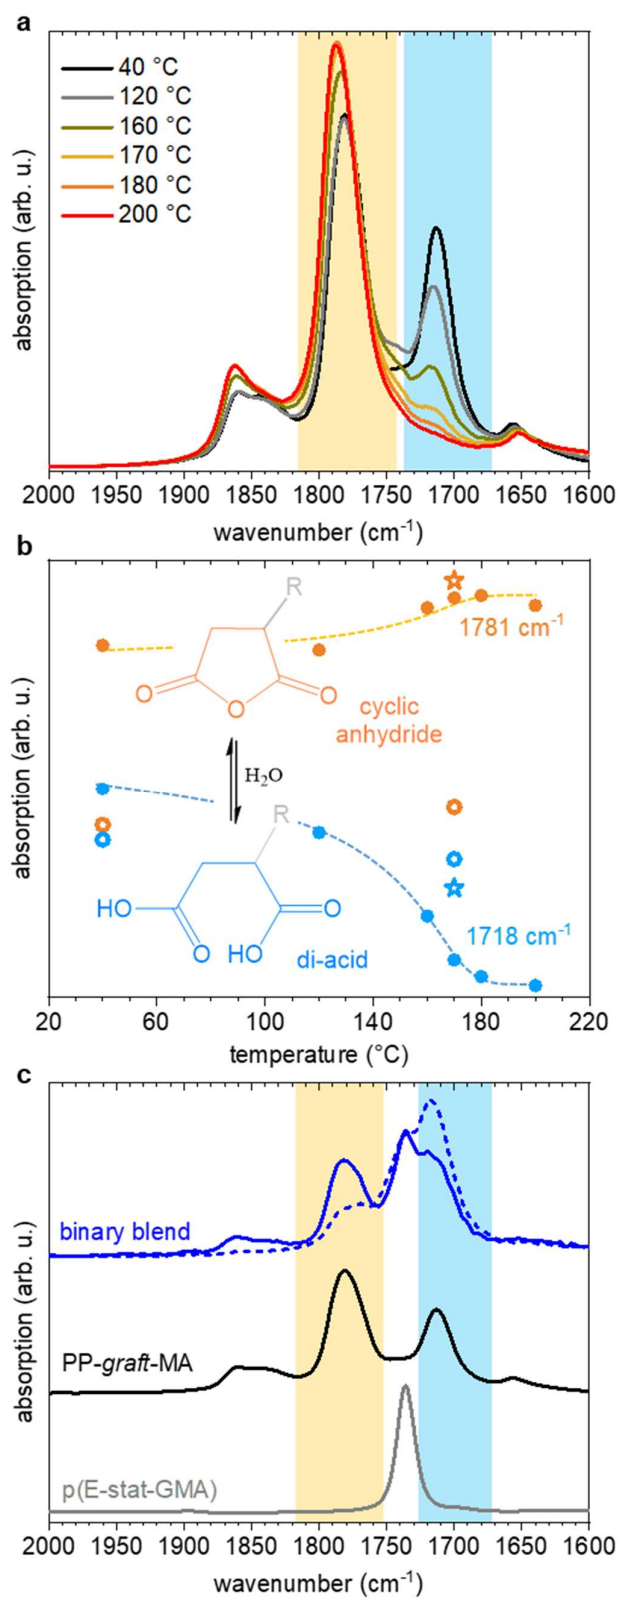 a
40 °C
120 °C
160 °C
170 °C
180 °C
200 °C
absorption (arb. u.)
2000 1950 1900 1850 1800 1750 1700 1650 1600
wavenumber (cm⁻¹)
b
R
1781 cm⁻¹
O
O
O
cyclic
anhydride
H₂O
R
HO
O
O
HO
1718 cm⁻¹
di-acid
absorption (arb. u.)
20 60 100 140 180 220
temperature (°C)
c
binary blend
PP-graft-MA
p(E-stat-GMA)
absorption (arb. u.)
2000 1950 1900 1850 1800 1750 1700 1650 1600
wavenumber (cm⁻¹)